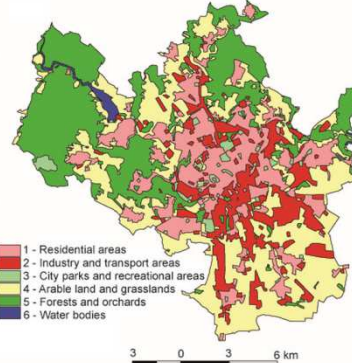 1 - Residential areas
2 - Industry and transport areas
3 - City parks and recreational areas
4 - Arable land and grasslands
5 - Forests and orchards
6 - Water bodies
3 0 3 6 km